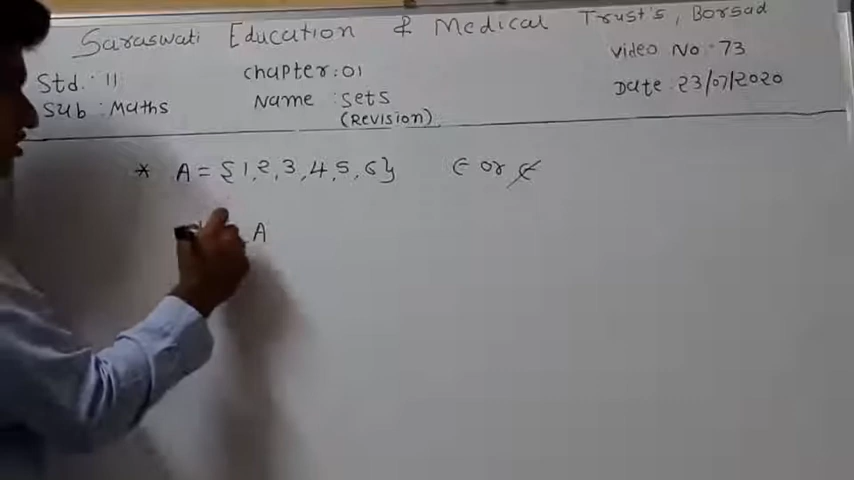 Saraswati Education & Medical Trust's, Borsad
Std. : 11 Chapter : 01 Video No : 73
Sub : Maths Name : Sets Date : 23/07/2020
(Revision)
* A = {1,2,3,4,5,6} ∈ or ∉
A